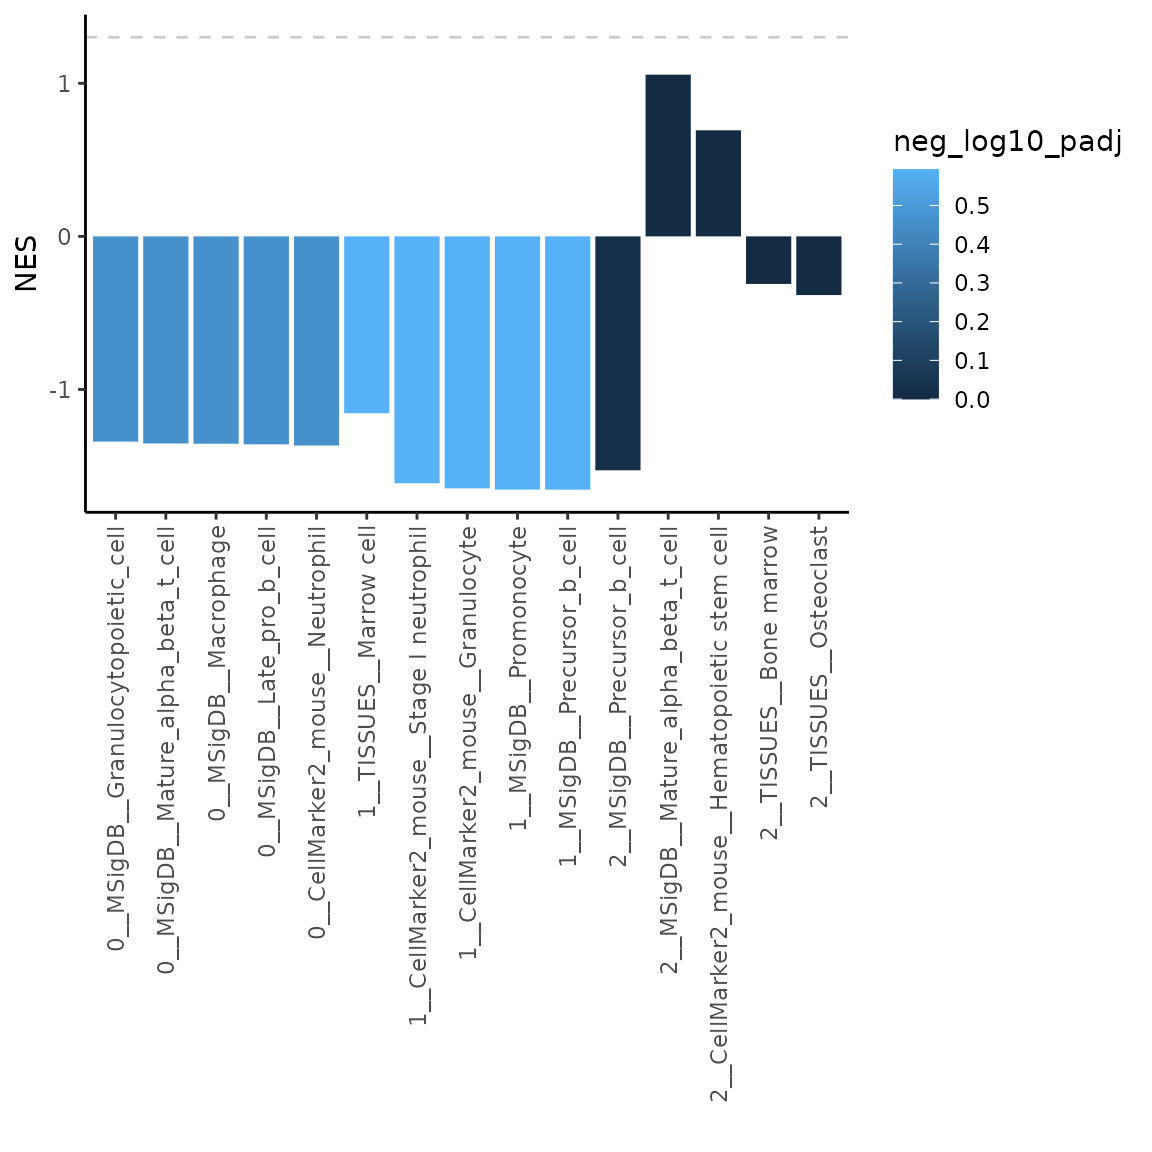 NES
1
0
-1
neg_log10_padj
0.5
0.4
0.3
0.2
0.1
0.0
0__MSigDB__Granulocytopoietic_cell
0__MSigDB__Mature_alpha_beta_t_cell
0__MSigDB__Macrophage
0__MSigDB__Late_pro_b_cell
0__CellMarker2_mouse__Neutrophil
1__TISSUES__Marrow cell
1__CellMarker2_mouse__Stage I neutrophil
1__CellMarker2_mouse__Granulocyte
1__MSigDB__Promonocyte
1__MSigDB__Precursor_b_cell
2__MSigDB__Precursor_b_cell
2__MSigDB__Mature_alpha_beta_t_cell
2__CellMarker2_mouse__Hematopoietic stem cell
2__TISSUES__Bone marrow
2__TISSUES__Osteoclast